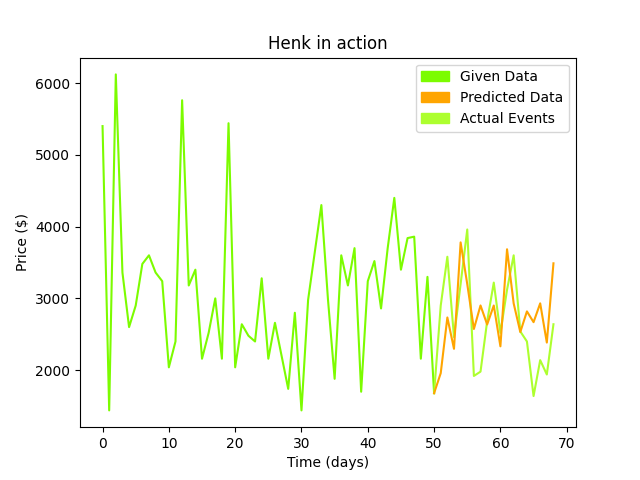 Henk in action
Given Data
Predicted Data
Actual Events
Price ($)
6000
5000
4000
3000
2000
0 10 20 30 40 50 60 70
Time (days)